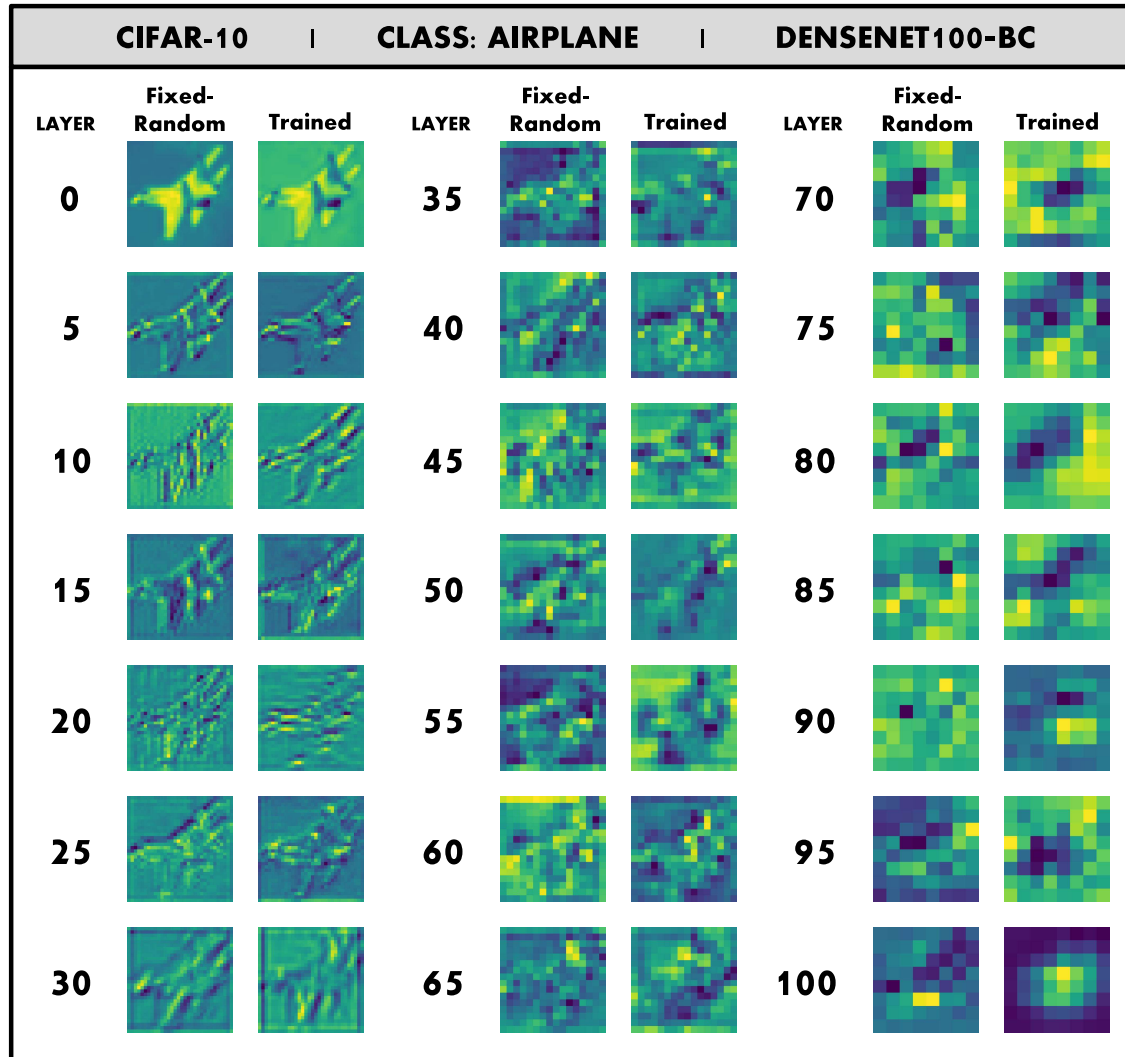 CIFAR-10 | CLASS: AIRPLANE | DENSENET100-BC
LAYER Fixed-Random Trained LAYER Fixed-Random Trained LAYER Fixed-Random Trained
0 35 70
5 40 75
10 45 80
15 50 85
20 55 90
25 60 95
30 65 100